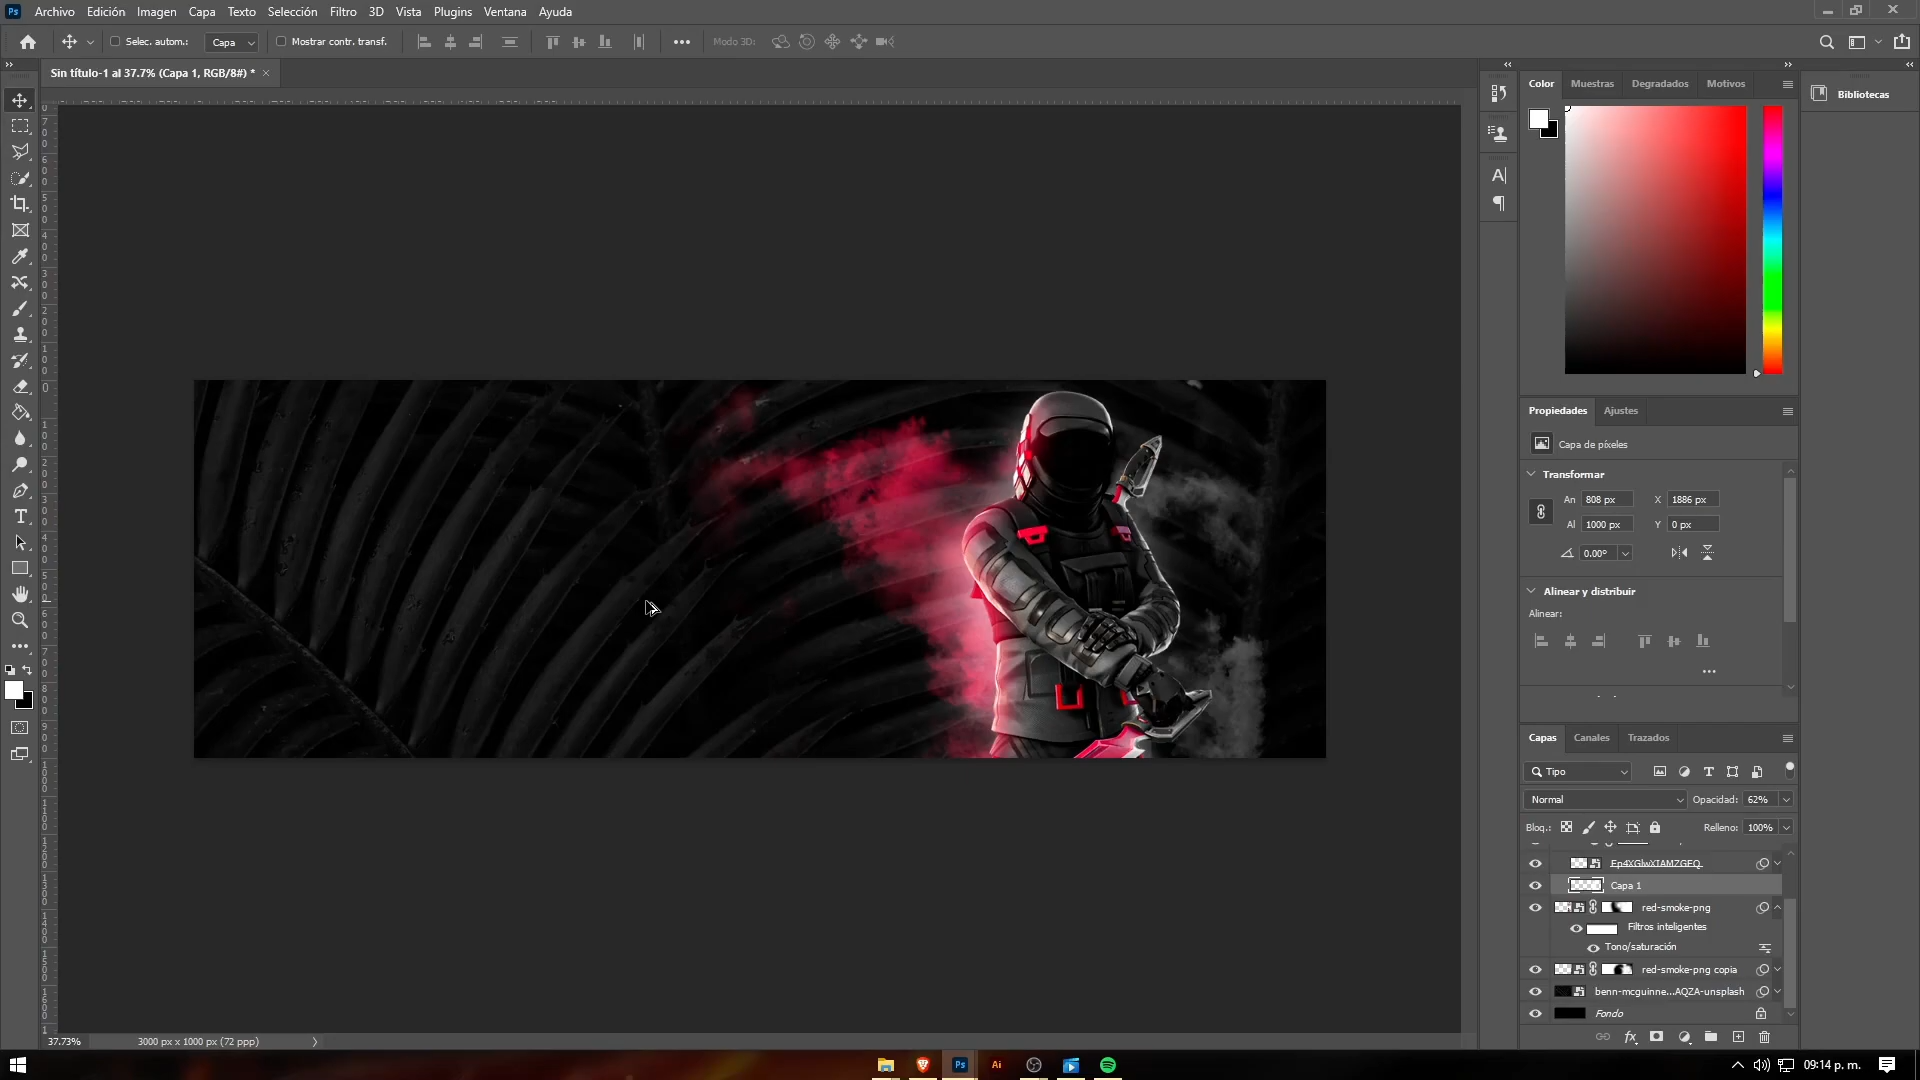 Ps Archivo Edición Imagen Capa Texto Selección Filtro 3D Vista Plugins Ventana Ayuda
Selec. autom.: Capa Mostrar contr. transf. Modo 3D:
Sin título-1 al 37.7% (Capa 1, RGB/8#) *
Color Muestras Degradados Motivos
Bibliotecas
Propiedades Ajustes
Capa de píxeles
Transformar
An 808 px X 1886 px
Al 1000 px Y 0 px
0.00°
Alinear y distribuir
Alinear:
Capas Canales Trazados
Tipo
Normal Opacidad: 62%
Bloq.: Relleno: 100%
Capa 1
red-smoke-png
Filtros inteligentes
Tono/saturación
red-smoke-png copia
benn-mcguinne...AQZA-unsplash
Fondo
37.73% 3000 px x 1000 px (72 ppp)
Ps Ai 09:14 p. m.